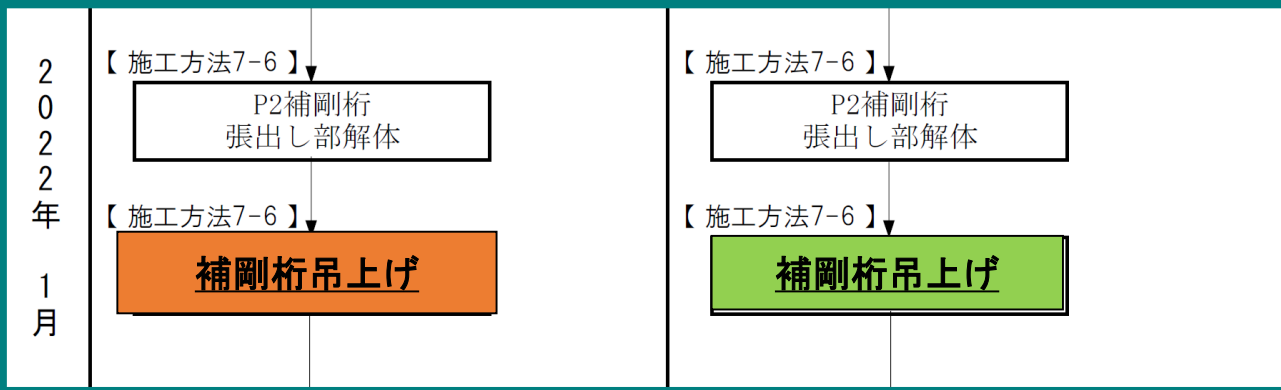 2022年 1月
【 施工方法7-6 】
P2補剛桁
張出し部解体
【 施工方法7-6 】
補剛桁吊上げ
【 施工方法7-6 】
P2補剛桁
張出し部解体
【 施工方法7-6 】
補剛桁吊上げ